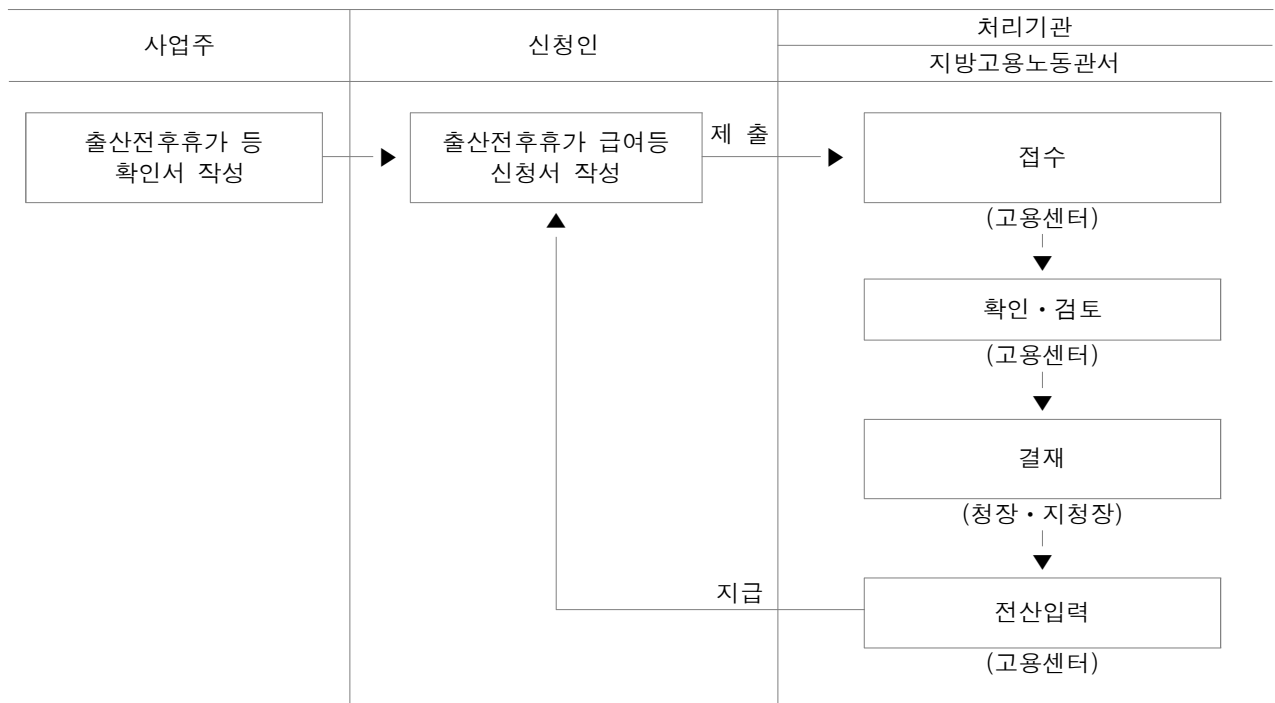 사업주
신청인
처리기관
지방고용노동관서
출산전후휴가 등
확인서 작성
출산전후휴가 급여등
신청서 작성
제 출
접수
(고용센터)
확인·검토
(고용센터)
결재
(청장·지청장)
지급
전산입력
(고용센터)